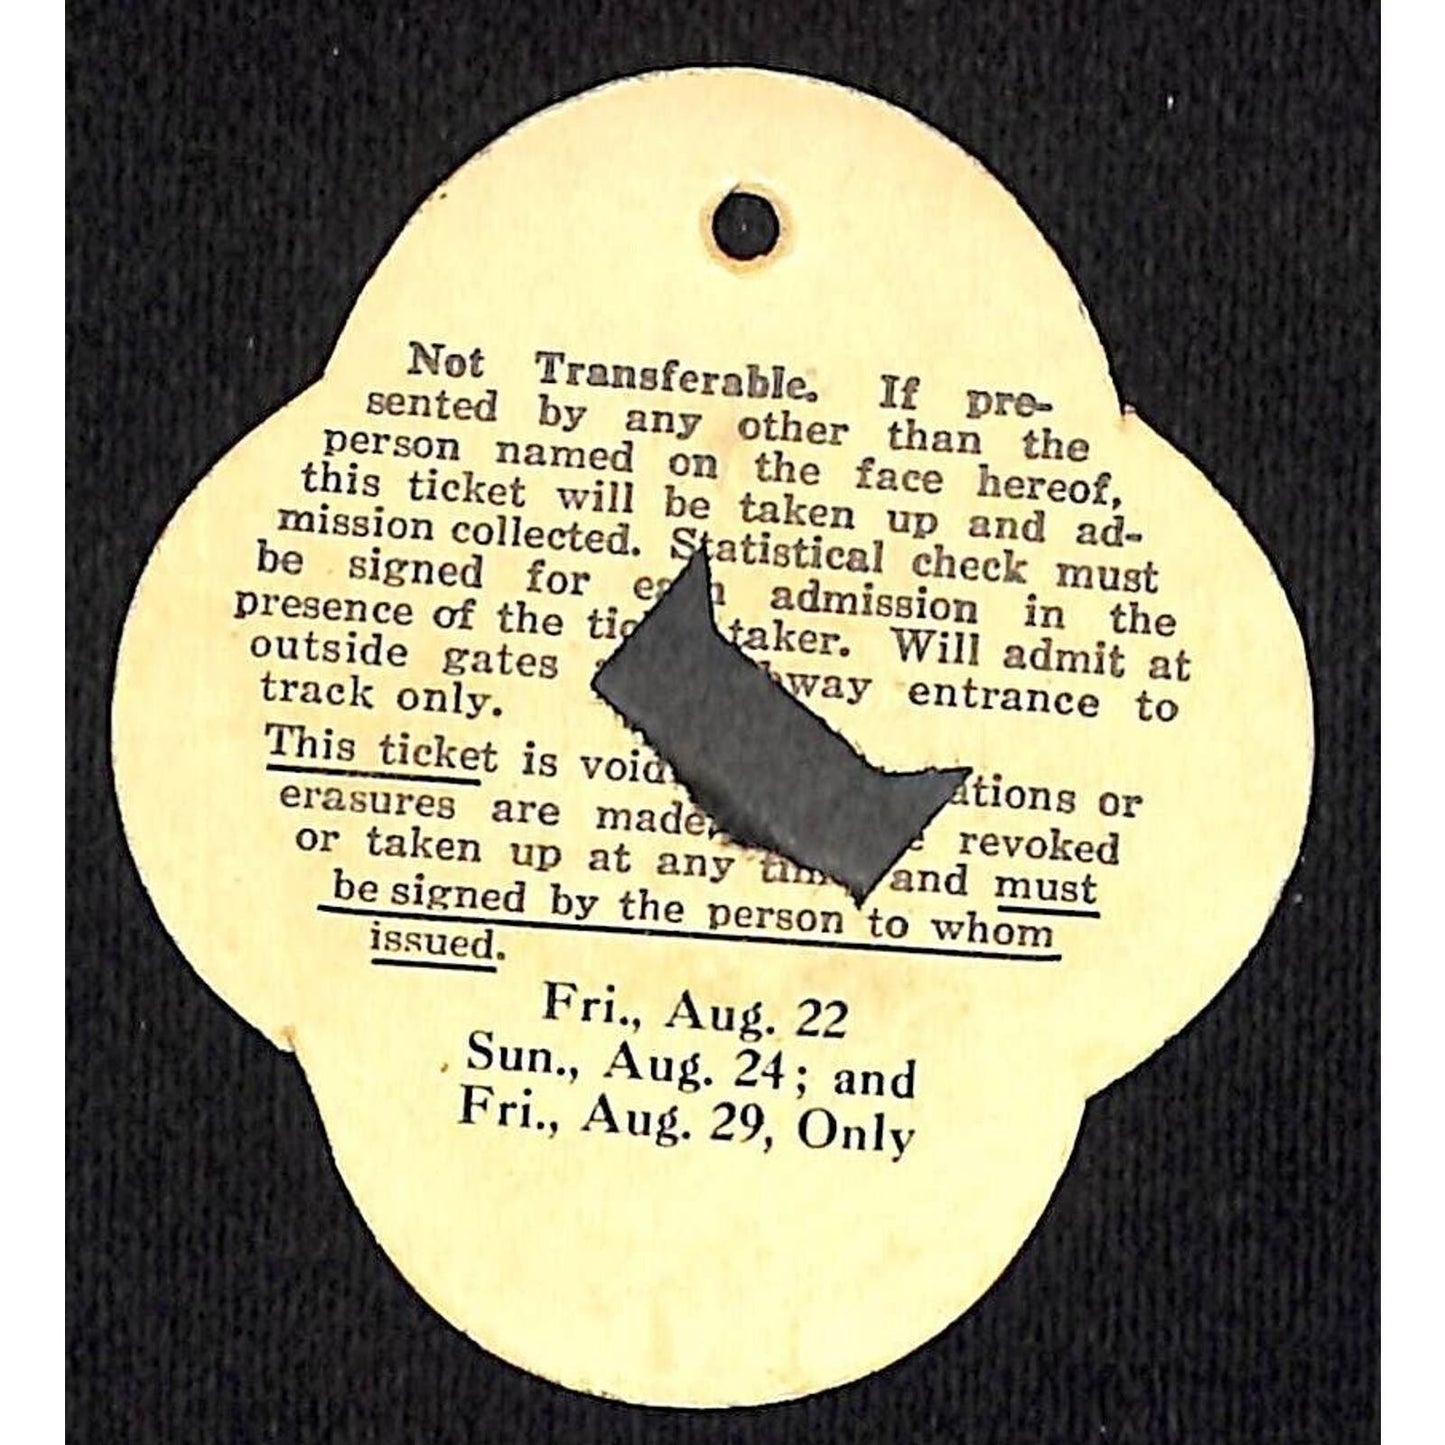 Not Transferable. If pre-
sented by any other than the
person named on the face hereof,
this ticket will be taken up and ad-
mission collected. Statistical check must
be signed for each admission in the
presence of the tic taker. Will admit at
outside gates way entrance to
track only.
This ticket is void ations or
erasures are made, revoked
or taken up at any time and must
be signed by the person to whom
issued.
Fri., Aug. 22
Sun., Aug. 24; and
Fri., Aug. 29, Only